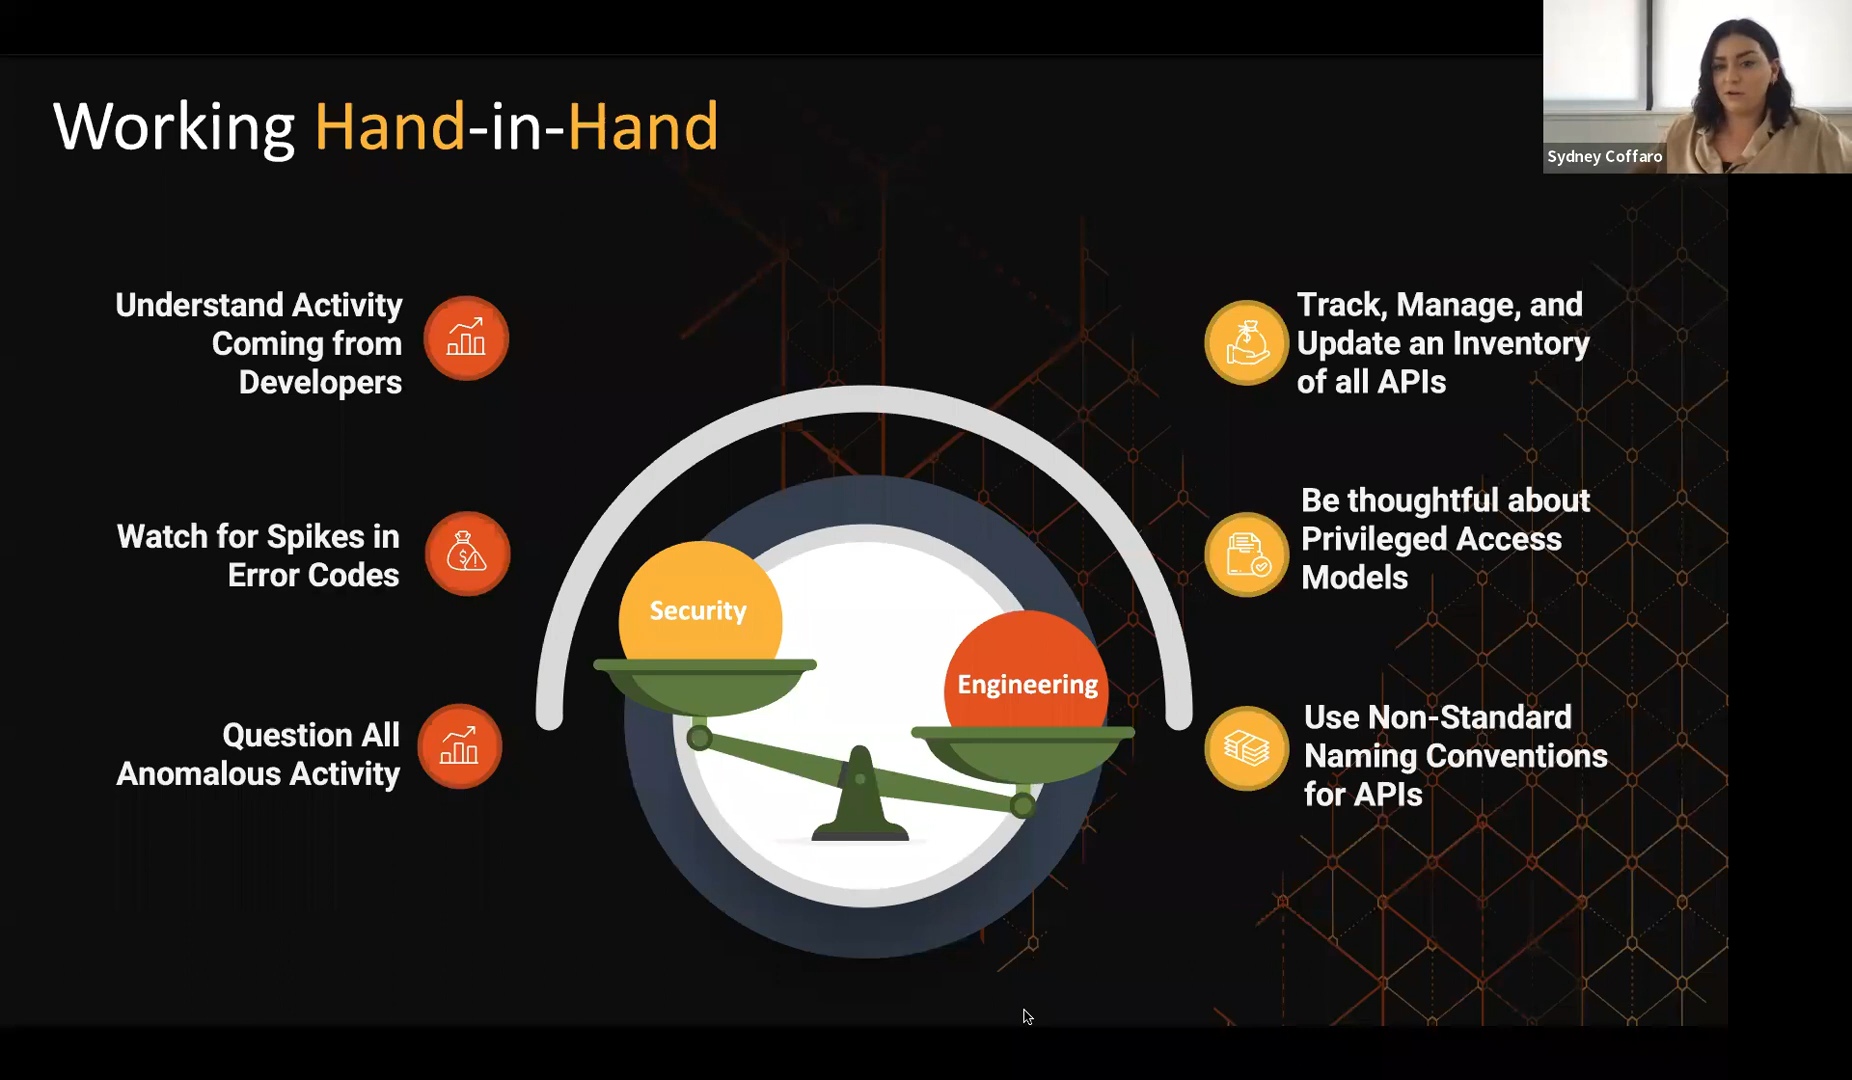 Working Hand-in-Hand
Sydney Coffaro
Understand Activity
Coming from
Developers
Watch for Spikes in
Error Codes
Question All
Anomalous Activity
Security
Engineering
Track, Manage, and
Update an Inventory
of all APIs
Be thoughtful about
Privileged Access
Models
Use Non-Standard
Naming Conventions
for APIs